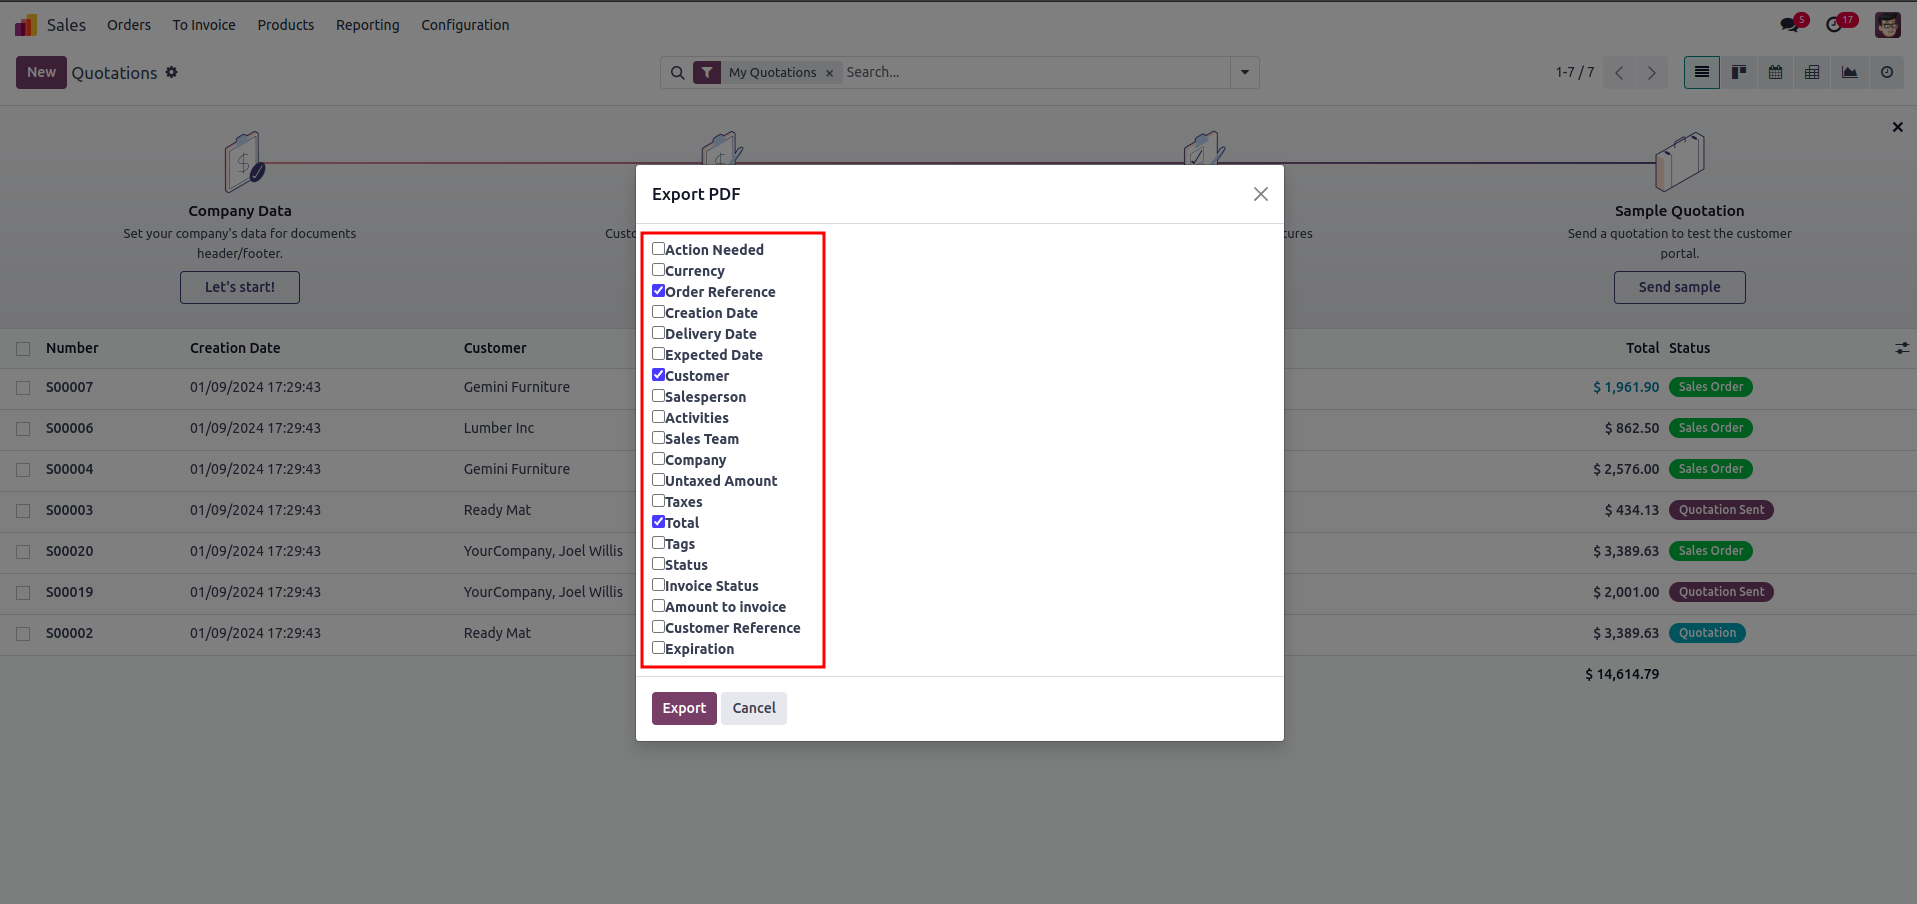 Sales Orders To Invoice Products Reporting Configuration 5 17
New Quotations My Quotations × Search... 1-7 / 7
Company Data
Set your company's data for documents
header/footer.
Let's start!
Sample Quotation
Send a quotation to test the customer
portal.
Send sample
Export PDF
Action Needed
Currency
Order Reference
Creation Date
Delivery Date
Expected Date
Customer
Salesperson
Activities
Sales Team
Company
Untaxed Amount
Taxes
Total
Tags
Status
Invoice Status
Amount to invoice
Customer Reference
Expiration
Export Cancel
Number Creation Date Customer Total Status
S00007 01/09/2024 17:29:43 Gemini Furniture $ 1,961.90 Sales Order
S00006 01/09/2024 17:29:43 Lumber Inc $ 862.50 Sales Order
S00004 01/09/2024 17:29:43 Gemini Furniture $ 2,576.00 Sales Order
S00003 01/09/2024 17:29:43 Ready Mat $ 434.13 Quotation Sent
S00020 01/09/2024 17:29:43 YourCompany, Joel Willis $ 3,389.63 Sales Order
S00019 01/09/2024 17:29:43 YourCompany, Joel Willis $ 2,001.00 Quotation Sent
S00002 01/09/2024 17:29:43 Ready Mat $ 3,389.63 Quotation
$ 14,614.79